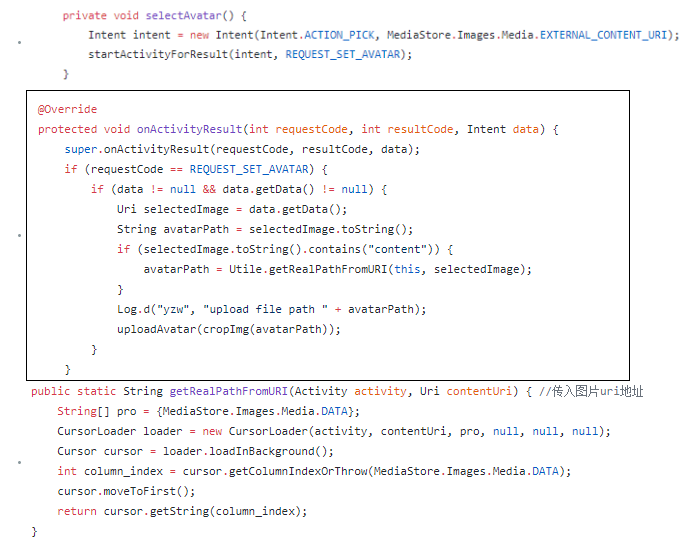 private void selectAvatar() {
Intent intent = new Intent(Intent.ACTION_PICK, MediaStore.Images.Media.EXTERNAL_CONTENT_URI);
startActivityForResult(intent, REQUEST_SET_AVATAR);
}
@Override
protected void onActivityResult(int requestCode, int resultCode, Intent data) {
super.onActivityResult(requestCode, resultCode, data);
if (requestCode == REQUEST_SET_AVATAR) {
if (data != null && data.getData() != null) {
Uri selectedImage = data.getData();
String avatarPath = selectedImage.toString();
if (selectedImage.toString().contains("content")) {
avatarPath = Utile.getRealPathFromURI(this, selectedImage);
}
Log.d("yzw", "upload file path " + avatarPath);
uploadAvatar(cropImg(avatarPath));
}
}
public static String getRealPathFromURI(Activity activity, Uri contentUri) { //传入图片uri地址
String[] pro = {MediaStore.Images.Media.DATA};
CursorLoader loader = new CursorLoader(activity, contentUri, pro, null, null, null);
Cursor cursor = loader.loadInBackground();
int column_index = cursor.getColumnIndexOrThrow(MediaStore.Images.Media.DATA);
cursor.moveToFirst();
return cursor.getString(column_index);
}